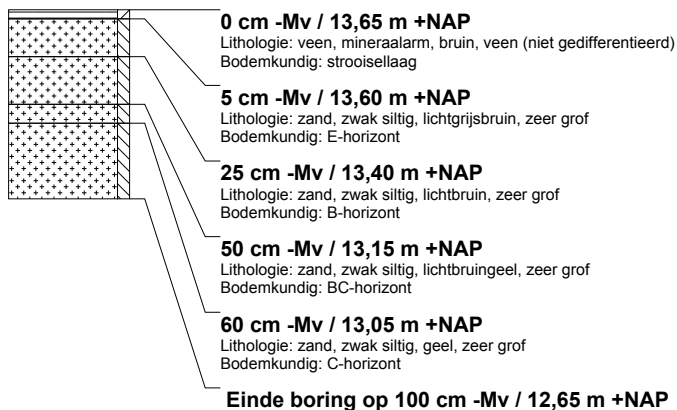 0 cm -Mv / 13,65 m +NAP
Lithologie: veen, mineraalarm, bruin, veen (niet gedifferentieerd)
Bodemkundig: strooisellaag
5 cm -Mv / 13,60 m +NAP
Lithologie: zand, zwak siltig, lichtgrijsbruin, zeer grof
Bodemkundig: E-horizont
25 cm -Mv / 13,40 m +NAP
Lithologie: zand, zwak siltig, lichtbruin, zeer grof
Bodemkundig: B-horizont
50 cm -Mv / 13,15 m +NAP
Lithologie: zand, zwak siltig, lichtbruingeel, zeer grof
Bodemkundig: BC-horizont
60 cm -Mv / 13,05 m +NAP
Lithologie: zand, zwak siltig, geel, zeer grof
Bodemkundig: C-horizont
Einde boring op 100 cm -Mv / 12,65 m +NAP